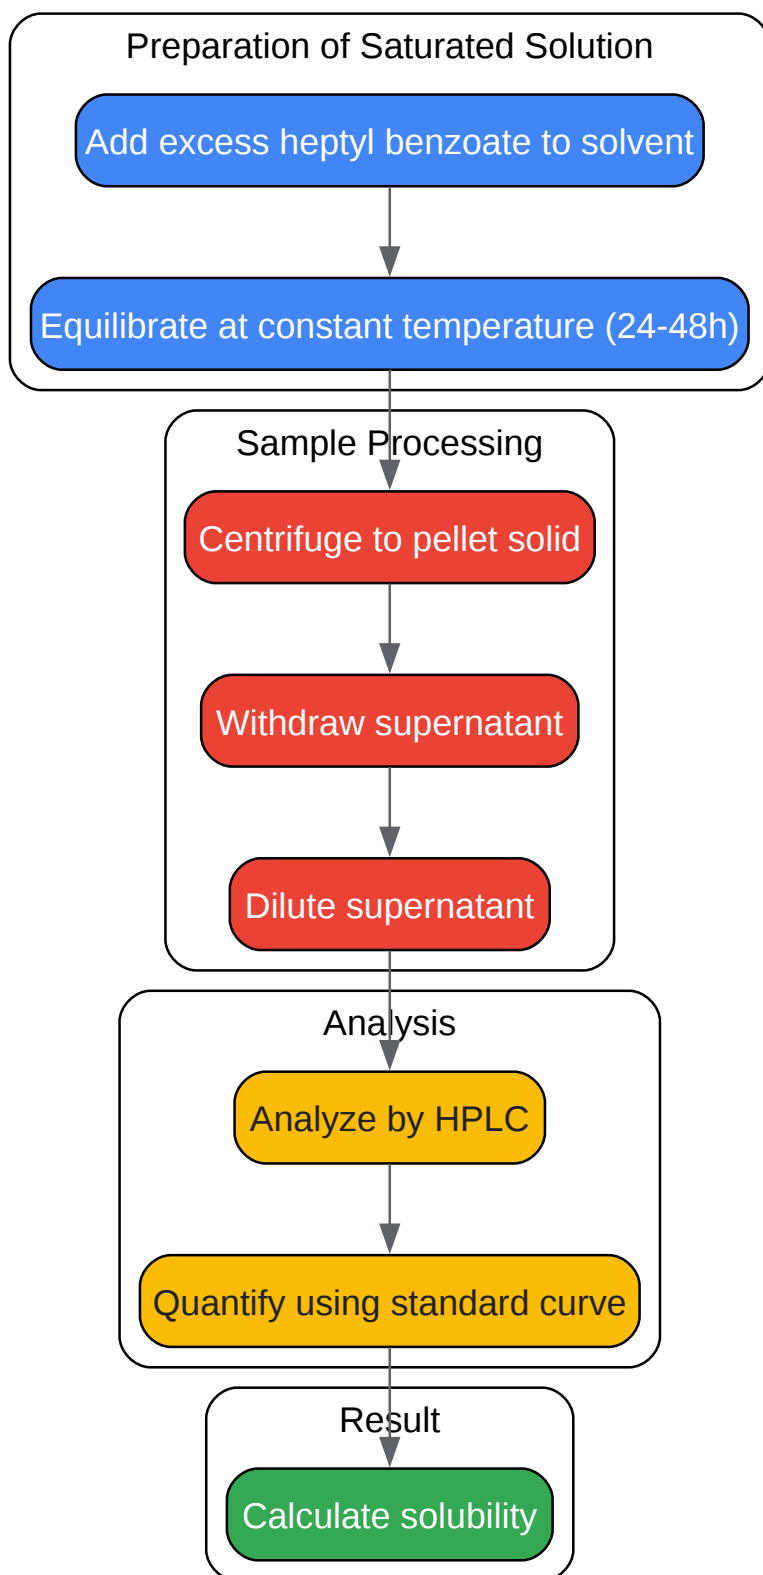 Preparation of Saturated Solution
Add excess heptyl benzoate to solvent
Equilibrate at constant temperature (24-48h)
Sample Processing
Centrifuge to pellet solid
Withdraw supernatant
Dilute supernatant
Analysis
Analyze by HPLC
Quantify using standard curve
Result
Calculate solubility